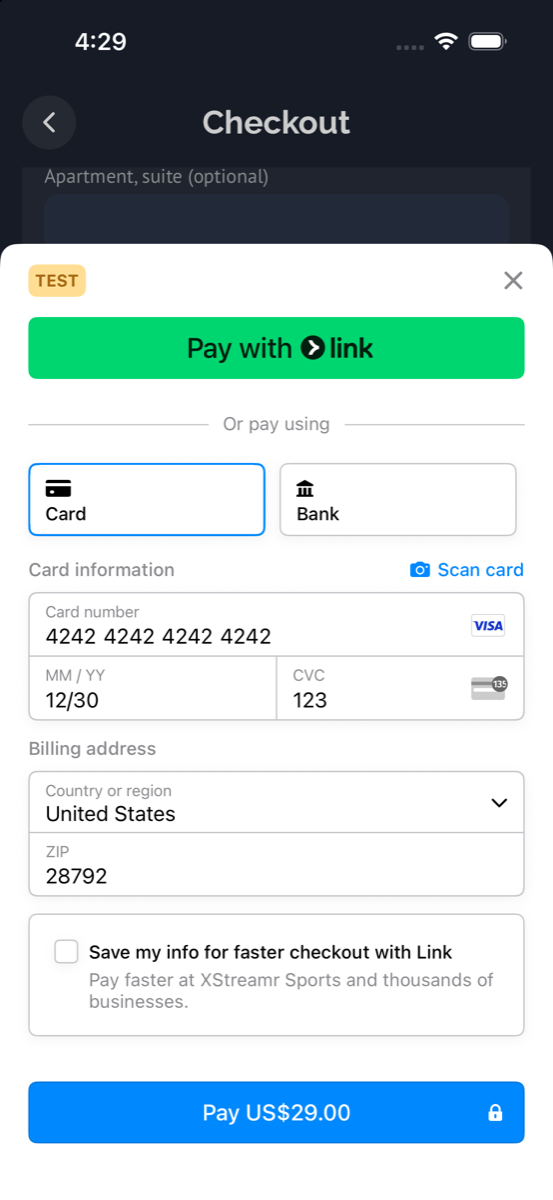 4:29
Checkout
Apartment, suite (optional)
TEST
Pay with link
Or pay using
Card
Bank
Card information
Scan card
Card number
4242 4242 4242 4242
VISA
MM / YY
12/30
CVC
123
135
Billing address
Country or region
United States
ZIP
28792
Save my info for faster checkout with Link
Pay faster at XStreamr Sports and thousands of
businesses.
Pay US$29.00